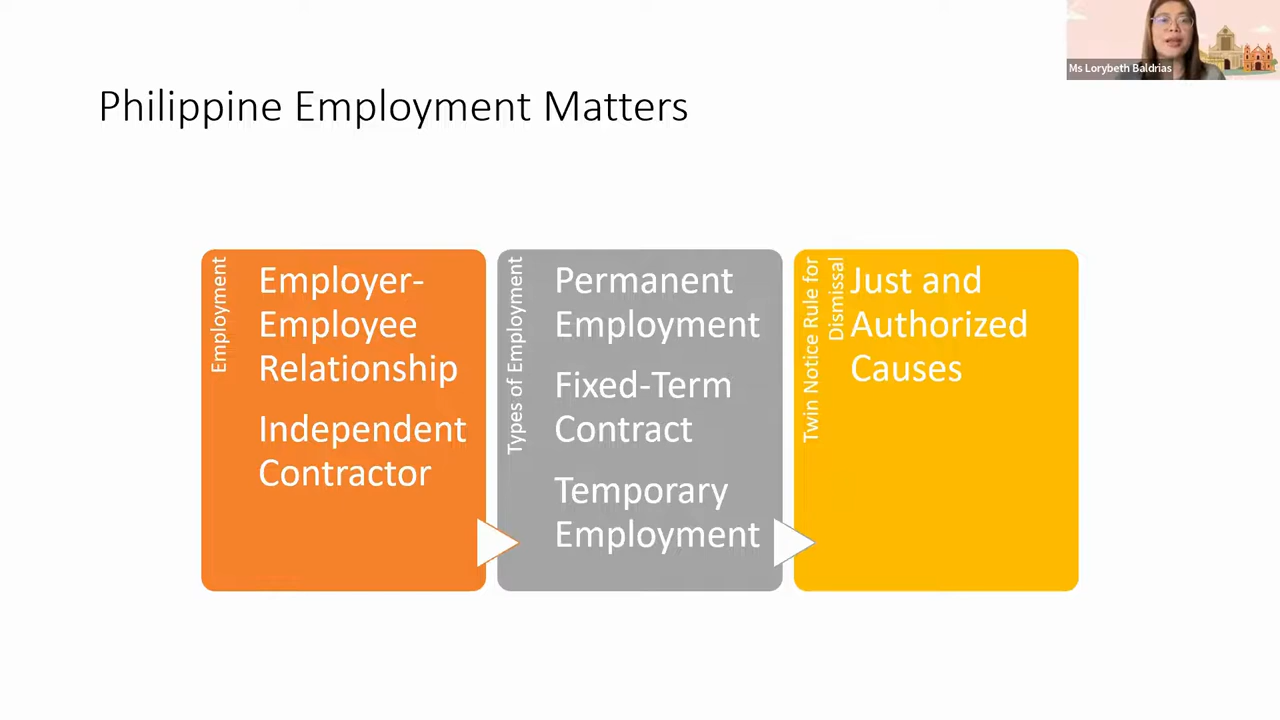 Ms Lorybeth Baldrias
Philippine Employment Matters
Employment
Employer-
Employee
Relationship
Independent
Contractor
Types of Employment
Permanent
Employment
Fixed-Term
Contract
Temporary
Employment
Twin Notice Rule for
Dismissal
Just and
Authorized
Causes